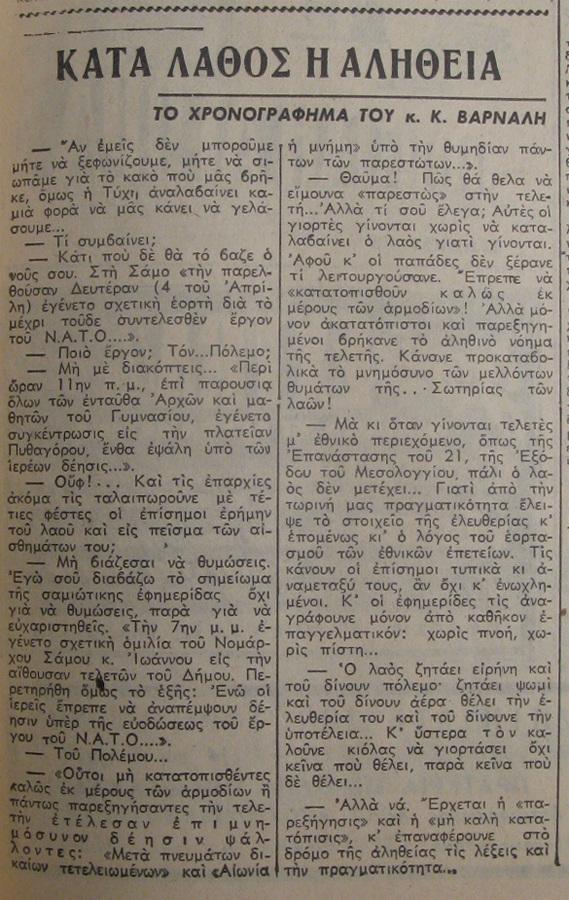 ΚΑΤΑ ΛΑΘΟΣ Η ΑΛΗΘΕΙΑ
ΤΟ ΧΡΟΝΟΓΡΑΦΗΜΑ ΤΟΥ κ. Κ. ΒΑΡΝΑΛΗ
— Ἂν ἐμεῖς δὲν μποροῦμε
μήτε νὰ ξεφωνίζουμε, μήτε νὰ σι-
ωπᾶμε γιὰ τὸ κακὸ ποὺ μᾶς βρῆ-
κε, ὅμως ἡ Τύχη ἀναλαβαίνει κα-
μιὰ φορὰ νὰ μᾶς κάνει νὰ γελά-
σουμε...
— Τί συμβαίνει;
— Κάτι ποὺ δὲ θὰ τὸ βαζε ὁ
νοῦς σου. Στὴ Σάμο «τὴν παρελ-
θοῦσαν Δευτέραν (4 τοῦ Ἀπρί-
λη) ἐγένετο σχετικὴ ἑορτὴ διὰ τὸ
μέχρι τοῦδε συντελεσθὲν ἔργον
τοῦ Ν.Α.Τ.Ο....».
— Ποιὸ ἔργον; Τόν...Πόλεμο;
— Μὴ μὲ διακόπτεις... «Περὶ
ὥραν 11ην π.μ., ἐπὶ παρουσίᾳ
ὅλων τῶν ἐνταῦθα Ἀρχῶν καὶ μα-
θητῶν τοῦ Γυμνασίου, ἐγένετο
συγκέντρωσις εἰς τὴν πλατεῖαν
Πυθαγόρου, ἔνθα ἐψάλη ὑπὸ τῶν
ἱερέων δέησις...».
— Οὔφ!... Καὶ τὶς ἐπαρχίες
ἀκόμα τὶς ταλαιπωροῦνε μὲ τέ-
τιες φέστες οἱ ἐπίσημοι ἐρήμην
τοῦ λαοῦ καὶ εἰς πεῖσμα τῶν αἰ-
σθημάτων του;
— Μὴ βιάζεσαι νὰ θυμώσεις.
Ἐγὼ σοῦ διαβάζω τὸ σημείωμα
τῆς σαμιώτικης ἐφημερίδας ὄχι
γιὰ νὰ θυμώσεις, παρὰ γιὰ νὰ
εὐχαριστηθεῖς. «Τὴν 7ην μ.μ. ἐ-
γένετο σχετικὴ ὁμιλία τοῦ Νομάρ-
χου Σάμου κ. Ἰωάννου εἰς τὴν
αἴθουσαν τελετῶν τοῦ Δήμου. Πε-
ρετηρήθη ὅμως τὸ ἑξῆς: Ἐνῶ οἱ
ἱερεῖς ἔπρεπε νὰ ἀναπέμψουν δέ-
ησιν ὑπὲρ τῆς εὐοδώσεως τοῦ ἔρ-
γου τοῦ Ν.Α.Τ.Ο....».
— Τοῦ Πολέμου...
— «Οὗτοι μὴ κατατοπισθέντες
καλῶς ἐκ μέρους τῶν ἁρμοδίων ἢ
πάντως παρεξηγήσαντες τὴν τελε-
τὴν ἐτέλεσαν ἐπιμνη-
μόσυνον δέησιν ψάλ-
λοντες: «Μετὰ πνευμάτων δι-
καίων τετελειωμένων» καὶ «Αἰωνία
ἡ μνήμη» ὑπὸ τὴν θυμηδίαν πάν-
των τῶν παρεστώτων...».
— Θαῦμα! Πῶς θὰ θελα νὰ
εἴμουνα «παρεστὼς» στὴν τελε-
τή...Ἀλλὰ τί σοῦ ἔλεγα; Αὐτὲς οἱ
γιορτὲς γίνονται χωρὶς νὰ κατα-
λαβαίνει ὁ λαὸς γιατὶ γίνονται.
Ἀφοῦ κ' οἱ παπάδες δὲν ξέρανε
τί λειτουργούσανε. Ἔπρεπε νὰ
«κατατοπισθοῦν καλῶς ἐκ
μέρους τῶν ἁρμοδίων»! Ἀλλὰ μό-
νον ἀκατατόπιστοι καὶ παρεξηγη-
μένοι βρήκανε τὸ ἀληθινὸ νόημα
τῆς τελετῆς. Κάνανε προκαταβο-
λικὰ τὸ μνημόσυνο τῶν μελλόντων
θυμάτων τῆς... Σωτηρίας τῶν
λαῶν!
— Μὰ κι ὅταν γίνονται τελετὲς
μ' ἐθνικὸ περιεχόμενο, ὅπως τῆς
Ἐπανάστασης τοῦ 21, τῆς Ἐξό-
δου τοῦ Μεσολογγίου, πάλι ὁ λα-
ὸς δὲν μετέχει... Γιατὶ ἀπὸ τὴν
τωρινή μας πραγματικότητα ἔλει-
ψε τὸ στοιχεῖο τῆς ἐλευθερίας κ'
ἑπομένως κι' ὁ λόγος τοῦ ἑορτα-
σμοῦ τῶν ἐθνικῶν ἐπετείων. Τὶς
κάνουν οἱ ἐπίσημοι τυπικὰ κι ἀ-
ναμεταξύ τους, ἂν ὄχι κ' ἐνωχλη-
μένοι. Κ' οἱ ἐφημερίδες τὶς ἀνα-
γράφουνε μόνον ἀπὸ καθῆκον ἐ-
παγγελματικόν: χωρὶς πνοή, χω-
ρὶς πίστη...
— Ὁ λαὸς ζητάει εἰρήνη καὶ
τοῦ δίνουν πόλεμο· ζητάει ψωμὶ
καὶ τοῦ δίνουν ἀέρα· θέλει τὴν ἐ-
λευθερία του καὶ τοῦ δίνουνε τὴν
ὑποτέλεια... Κ' ὕστερα τὸν κα-
λοῦνε κιόλας νὰ γιορτάσει ὄχι
κεῖνα ποὺ θέλει, παρὰ κεῖνα ποὺ
δὲ θέλει...
— Ἀλλὰ νά. Ἔρχεται ἡ «πα-
ρεξήγησις» καὶ ἡ «μὴ καλὴ κατα-
τόπισις», κ' ἐπαναφέρουνε στὸ
δρόμο τῆς ἀληθείας τὶς λέξεις καὶ
τὴν πραγματικότητα...